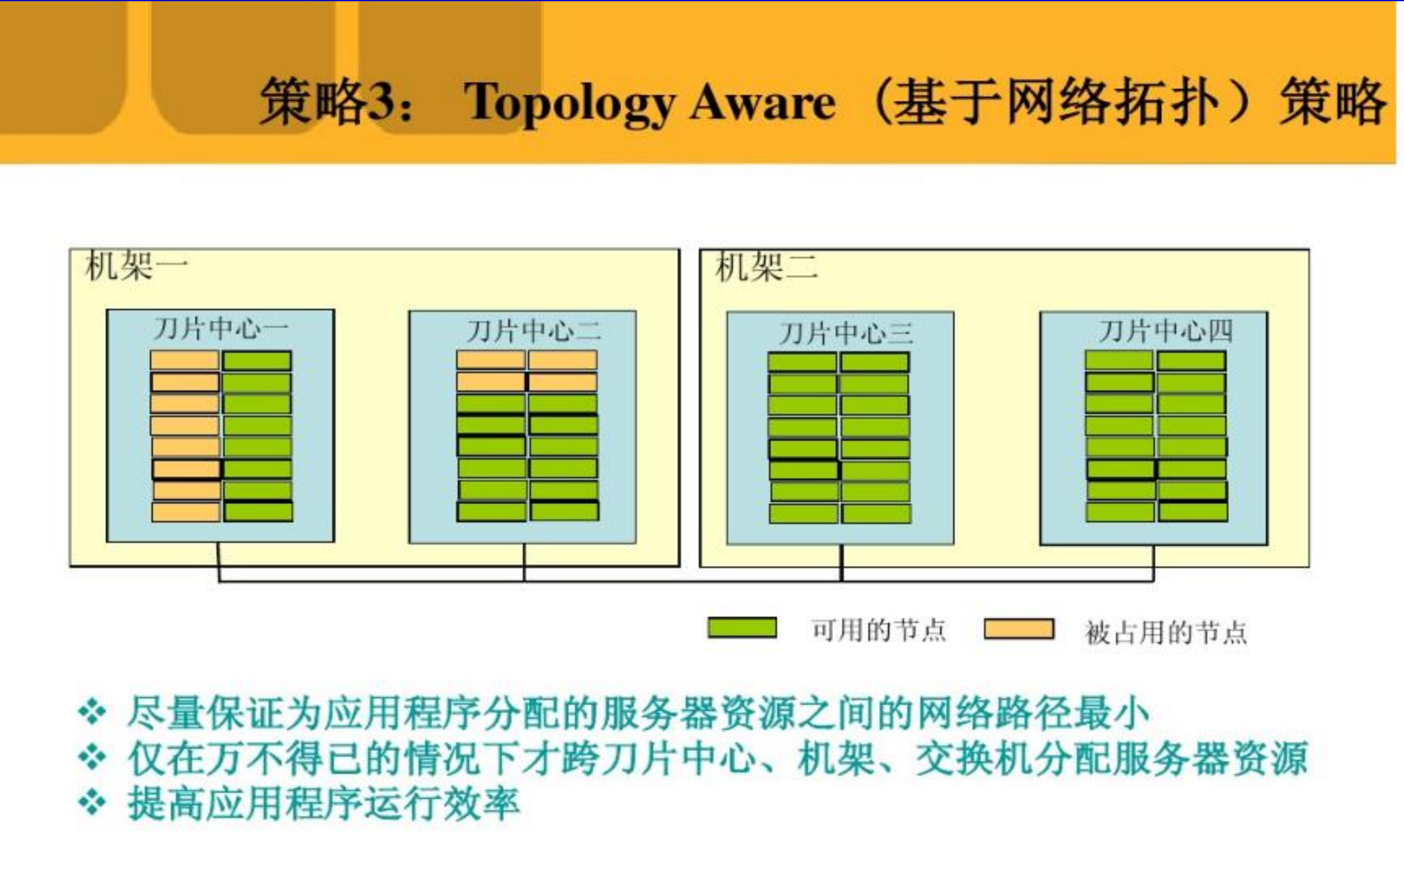 策略3： Topology Aware（基于网络拓扑）策略
机架一
机架二
刀片中心一
刀片中心二
刀片中心三
刀片中心四
可用的节点
被占用的节点
❖ 尽量保证为应用程序分配的服务器资源之间的网络路径最小
❖ 仅在万不得已的情况下才跨刀片中心、机架、交换机分配服务器资源
❖ 提高应用程序运行效率